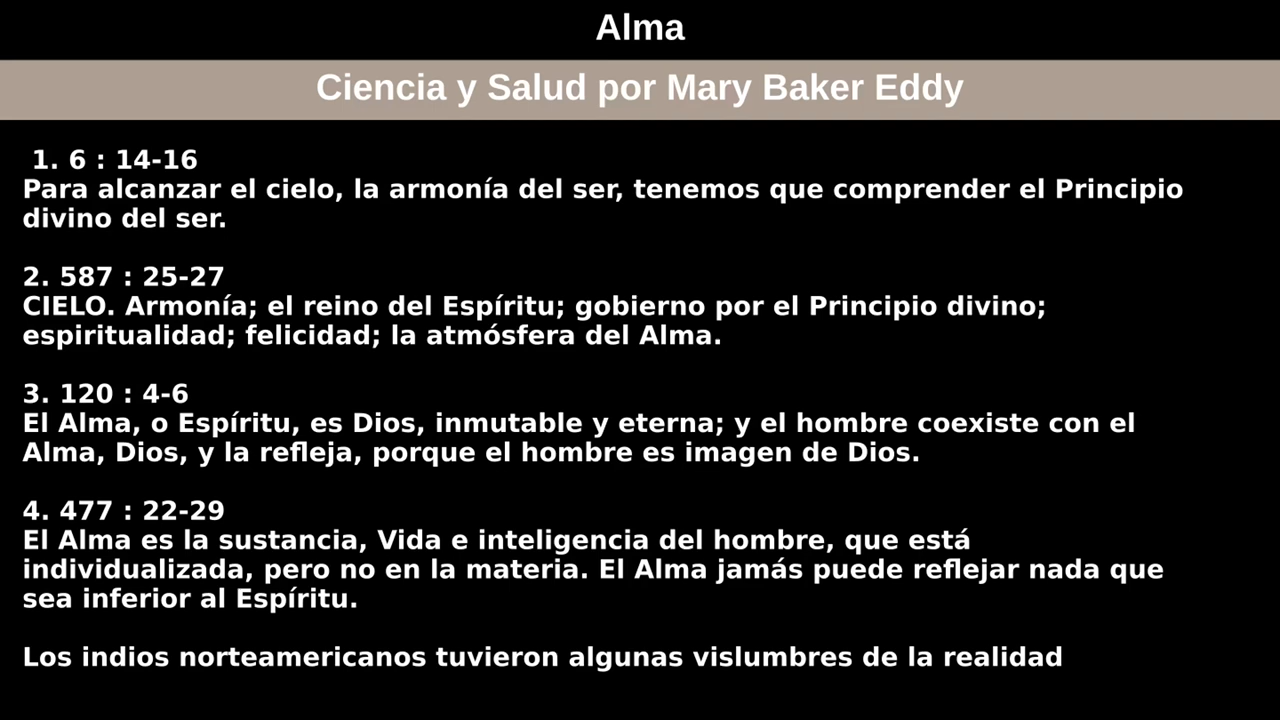 Alma
Ciencia y Salud por Mary Baker Eddy
1. 6 : 14-16
Para alcanzar el cielo, la armonía del ser, tenemos que comprender el Principio
divino del ser.
2. 587 : 25-27
CIELO. Armonía; el reino del Espíritu; gobierno por el Principio divino;
espiritualidad; felicidad; la atmósfera del Alma.
3. 120 : 4-6
El Alma, o Espíritu, es Dios, inmutable y eterna; y el hombre coexiste con el
Alma, Dios, y la refleja, porque el hombre es imagen de Dios.
4. 477 : 22-29
El Alma es la sustancia, Vida e inteligencia del hombre, que está
individualizada, pero no en la materia. El Alma jamás puede reflejar nada que
sea inferior al Espíritu.
Los indios norteamericanos tuvieron algunas vislumbres de la realidad